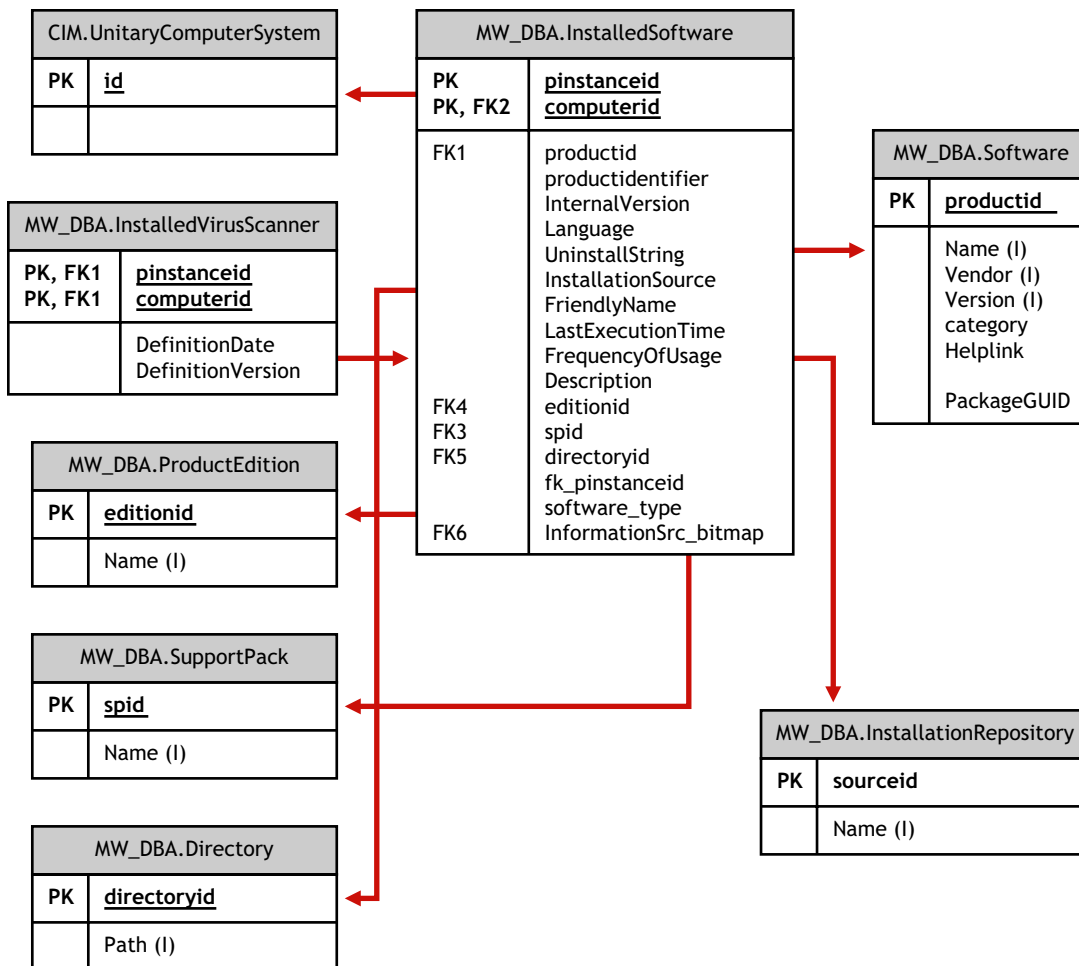 CIM.UnitaryComputerSystem
PK id
MW_DBA.InstalledSoftware
PK pinstanceid
PK, FK2 computerid
FK1 productid
productidentifier
InternalVersion
Language
UninstallString
InstallationSource
FriendlyName
LastExecutionTime
FrequencyOfUsage
Description
FK4 editionid
FK3 spid
FK5 directoryid
fk_pinstanceid
software_type
FK6 InformationSrc_bitmap
MW_DBA.Software
PK productid
Name (I)
Vendor (I)
Version (I)
category
Helplink
PackageGUID
MW_DBA.InstalledVirusScanner
PK, FK1 pinstanceid
PK, FK1 computerid
DefinitionDate
DefinitionVersion
MW_DBA.ProductEdition
PK editionid
Name (I)
MW_DBA.SupportPack
PK spid
Name (I)
MW_DBA.InstallationRepository
PK sourceid
Name (I)
MW_DBA.Directory
PK directoryid
Path (I)